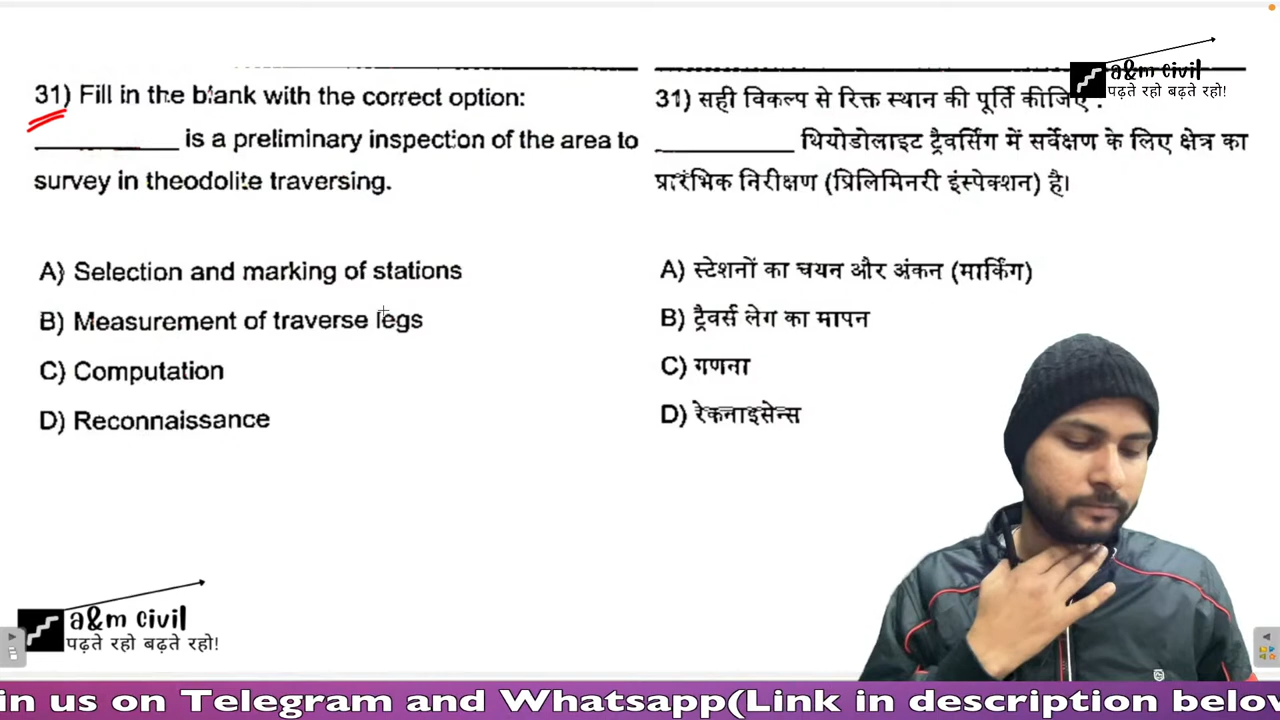 31) Fill in the blank with the correct option:
____________ is a preliminary inspection of the area to
survey in theodolite traversing.
A) Selection and marking of stations
B) Measurement of traverse legs
C) Computation
D) Reconnaissance
a&m civil
पढ़ते रहो बढ़ते रहो!
31) सही विकल्प से रिक्त स्थान की पूर्ति कीजिए :
____________ थियोडोलाइट ट्रैवर्सिंग में सर्वेक्षण के लिए क्षेत्र का
प्रारंभिक निरीक्षण (प्रिलिमिनरी इंस्पेक्शन) है।
A) स्टेशनों का चयन और अंकन (मार्किंग)
B) ट्रैवर्स लेग का मापन
C) गणना
D) रेकनाइसेन्स
a&m civil
पढ़ते रहो बढ़ते रहो!
in us on Telegram and Whatsapp(Link in description below